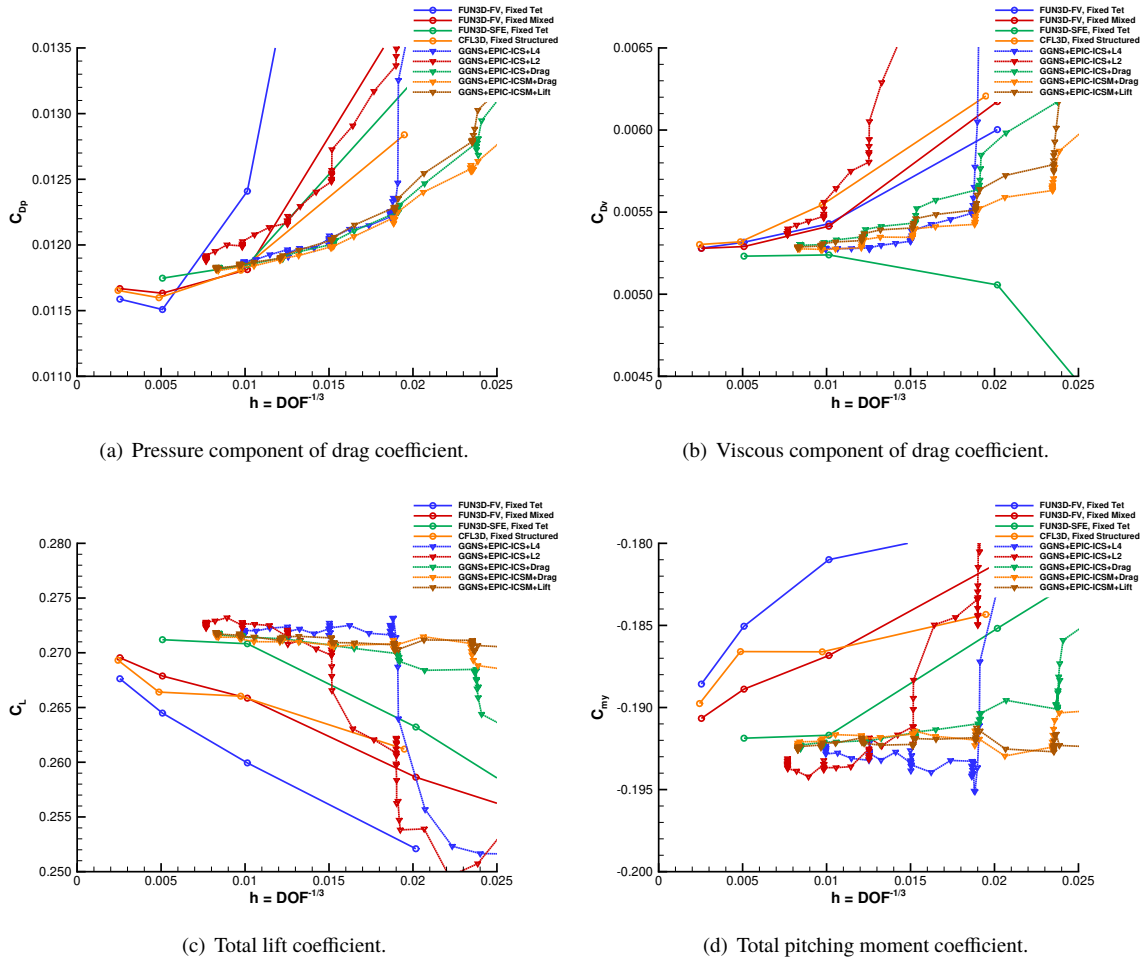 FUN3D-FV, Fixed Tet
FUN3D-FV, Fixed Mixed
FUN3D-SFE, Fixed Tet
CFL3D, Fixed Structured
GGNS+EPIC-ICS+L4
GGNS+EPIC-ICS+L2
GGNS+EPIC-ICS+Drag
GGNS+EPIC-ICSM+Drag
GGNS+EPIC-ICSM+Lift
0.0135
0.0130
0.0125
0.0120
0.0115
0.0110
C_Dp
0 0.005 0.01 0.015 0.02 0.025
h = DOF^-1/3
(a) Pressure component of drag coefficient.
FUN3D-FV, Fixed Tet
FUN3D-FV, Fixed Mixed
FUN3D-SFE, Fixed Tet
CFL3D, Fixed Structured
GGNS+EPIC-ICS+L4
GGNS+EPIC-ICS+L2
GGNS+EPIC-ICS+Drag
GGNS+EPIC-ICSM+Drag
GGNS+EPIC-ICSM+Lift
0.0065
0.0060
0.0055
0.0050
0.0045
C_Dv
0 0.005 0.01 0.015 0.02 0.025
h = DOF^-1/3
(b) Viscous component of drag coefficient.
FUN3D-FV, Fixed Tet
FUN3D-FV, Fixed Mixed
FUN3D-SFE, Fixed Tet
CFL3D, Fixed Structured
GGNS+EPIC-ICS+L4
GGNS+EPIC-ICS+L2
GGNS+EPIC-ICS+Drag
GGNS+EPIC-ICSM+Drag
GGNS+EPIC-ICSM+Lift
0.280
0.275
0.270
0.265
0.260
0.255
0.250
C_L
0 0.005 0.01 0.015 0.02 0.025
h = DOF^-1/3
(c) Total lift coefficient.
FUN3D-FV, Fixed Tet
FUN3D-FV, Fixed Mixed
FUN3D-SFE, Fixed Tet
CFL3D, Fixed Structured
GGNS+EPIC-ICS+L4
GGNS+EPIC-ICS+L2
GGNS+EPIC-ICS+Drag
GGNS+EPIC-ICSM+Drag
GGNS+EPIC-ICSM+Lift
-0.180
-0.185
-0.190
-0.195
-0.200
C_my
0 0.005 0.01 0.015 0.02 0.025
h = DOF^-1/3
(d) Total pitching moment coefficient.